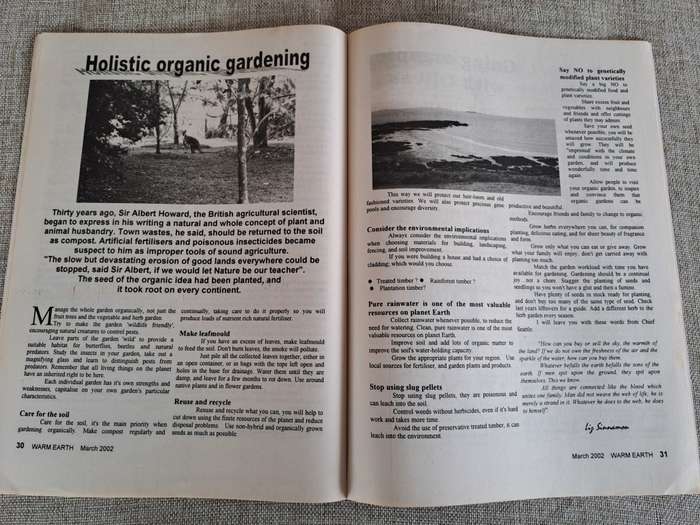 Holistic organic gardening
Thirty years ago, Sir Albert Howard, the British agricultural scientist,
began to express in his writing a natural and whole concept of plant and
animal husbandry. Town wastes, he said, should be returned to the soil
as compost. Artificial fertilisers and poisonous insecticides became
suspect to him as improper tools of sound agriculture.
"The slow but devastating erosion of good lands everywhere could be
stopped, said Sir Albert, if we would let Nature be our teacher".
The seed of the organic idea had been planted, and
it took root on every continent.
Manage the whole garden organically, not just the
fruit trees and the vegetable and herb garden.
Try to make the garden 'wildlife friendly',
encouraging natural creatures to control pests.
Leave parts of the garden 'wild' to provide a
suitable habitat for butterflies, beetles and natural
predators. Study the insects in your garden, take out a
magnifying glass and learn to distinguish pests from
predators. Remember that all living things on the planet
have an inherited right to be here.
Each individual garden has it's own strengths and
weaknesses, capitalise on your own garden's particular
characteristics.
Care for the soil
Care for the soil, it's the main priority when
gardening organically. Make compost regularly and
continually, taking care to do it properly so you will
produce loads of nutrient rich natural fertiliser.
Make leafmould
If you have an excess of leaves, make leafmould
to feed the soil. Don't burn leaves, the smoke will pollute.
Just pile all the collected leaves together, either in
an open container, or in bags with the tops left open and
holes in the base for drainage. Water them until they are
damp, and leave for a few months to rot down. Use around
native plants and in flower gardens.
Reuse and recycle
Reuse and recycle what you can, you will help to
cut down using the finite resources of the planet and reduce
disposal problems. Use non-hybrid and organically grown
seeds as much as possible.
30 WARM EARTH March 2002
This way we will protect our heir-loom and old
fashioned varieties. We will also protect precious gene
pools and encourage diversity.
Consider the environmental implications
Always consider the environmental implications
when choosing materials for building, landscaping,
fencing, and soil improvement.
If you were building a house and had a choice of
cladding; which would you choose.
● Treated timber? ● Rainforest timber?
● Plantation timber?
Pure rainwater is one of the most valuable
resources on planet Earth
Collect rainwater whenever possible, to reduce the
need for watering. Clean, pure rainwater is one of the most
valuable resources on planet Earth.
Improve soil and add lots of organic matter to
improve the soil's water-holding capacity.
Grow the appropriate plants for your region. Use
local sources for fertiliser, and garden plants and products.
Stop using slug pellets
Stop using slug pellets, they are poisonous and
can leach into the soil.
Control weeds without herbicides, even if it's hard
work and takes more time.
Avoid the use of preservative treated timber, it can
leach into the environment.
Say NO to genetically
modified plant varieties
Say a big NO to
genetically modified food and
plant varieties.
Share excess fruit and
vegetables with neighbours
and friends and offer cuttings
of plants they may admire.
Save your own seed
whenever possible, you will be
amazed how successfully they
will grow. They will be
"imprinted" with the climate
and conditions in your own
garden, and will produce
wonderfully time and time
again.
Allow people to visit
your organic garden, to inspire
and convince them that
organic gardens can be
productive and beautiful.
Encourage friends and family to change to organic
methods.
Grow herbs everywhere you can, for companion
planting, delicious eating, and for sheer beauty of fragrance
and form.
Grow only what you can eat or give away. Grow
what your family will enjoy; don't get carried away with
planting too much.
Match the garden workload with time you have
available for gardening. Gardening should be a continual
joy, not a chore. Stagger the planting of seeds and
seedlings so you won't have a glut and then a famine.
Have plenty of seeds in stock ready for planting,
and don't buy too many of the same type of seed. Check
last years leftovers for a guide. Add a different herb to the
herb garden every season.
I will leave you with these words from Chief
Seattle.
"How can you buy or sell the sky, the warmth of
the land? If we do not own the freshness of the air and the
sparkle of the water, how can you buy them.
Whatever befalls the earth befalls the sons of the
earth. If men spit upon the ground, they spit upon
themselves. This we know.
All things are connected like the blood which
unites one family. Man did not weave the web of life, he is
merely a strand in it. Whatever he does to the web, he does
to himself"
Liz Sinnamon
March 2002 WARM EARTH 31